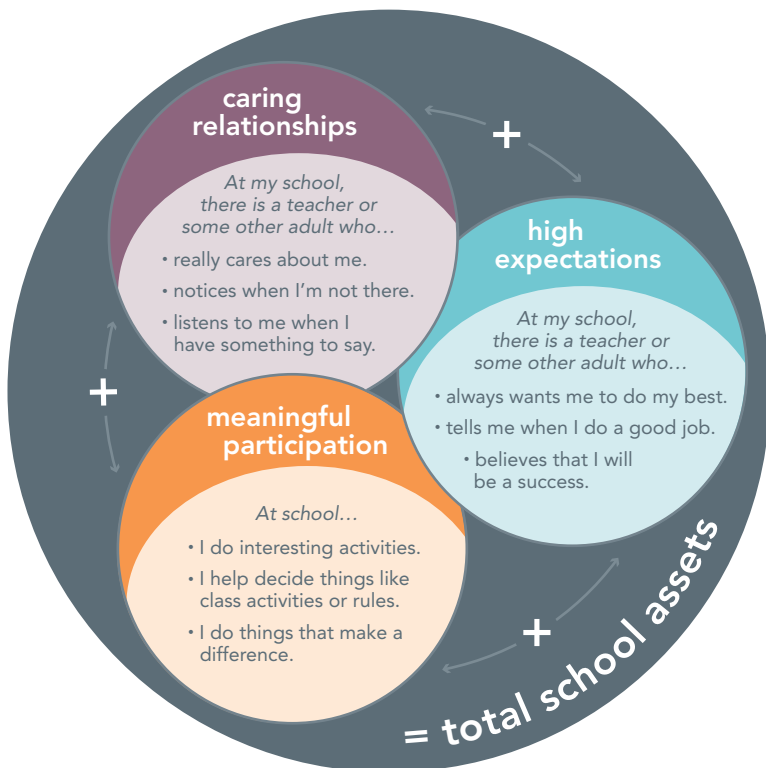 caring
relationships
At my school,
there is a teacher or
some other adult who…
• really cares about me.
• notices when I’m not there.
• listens to me when I
have something to say.
+
high
expectations
At my school,
there is a teacher or
some other adult who…
• always wants me to do my best.
• tells me when I do a good job.
• believes that I will
be a success.
+
meaningful
participation
At school…
• I do interesting activities.
• I help decide things like
class activities or rules.
• I do things that make a
difference.
+
= total school assets